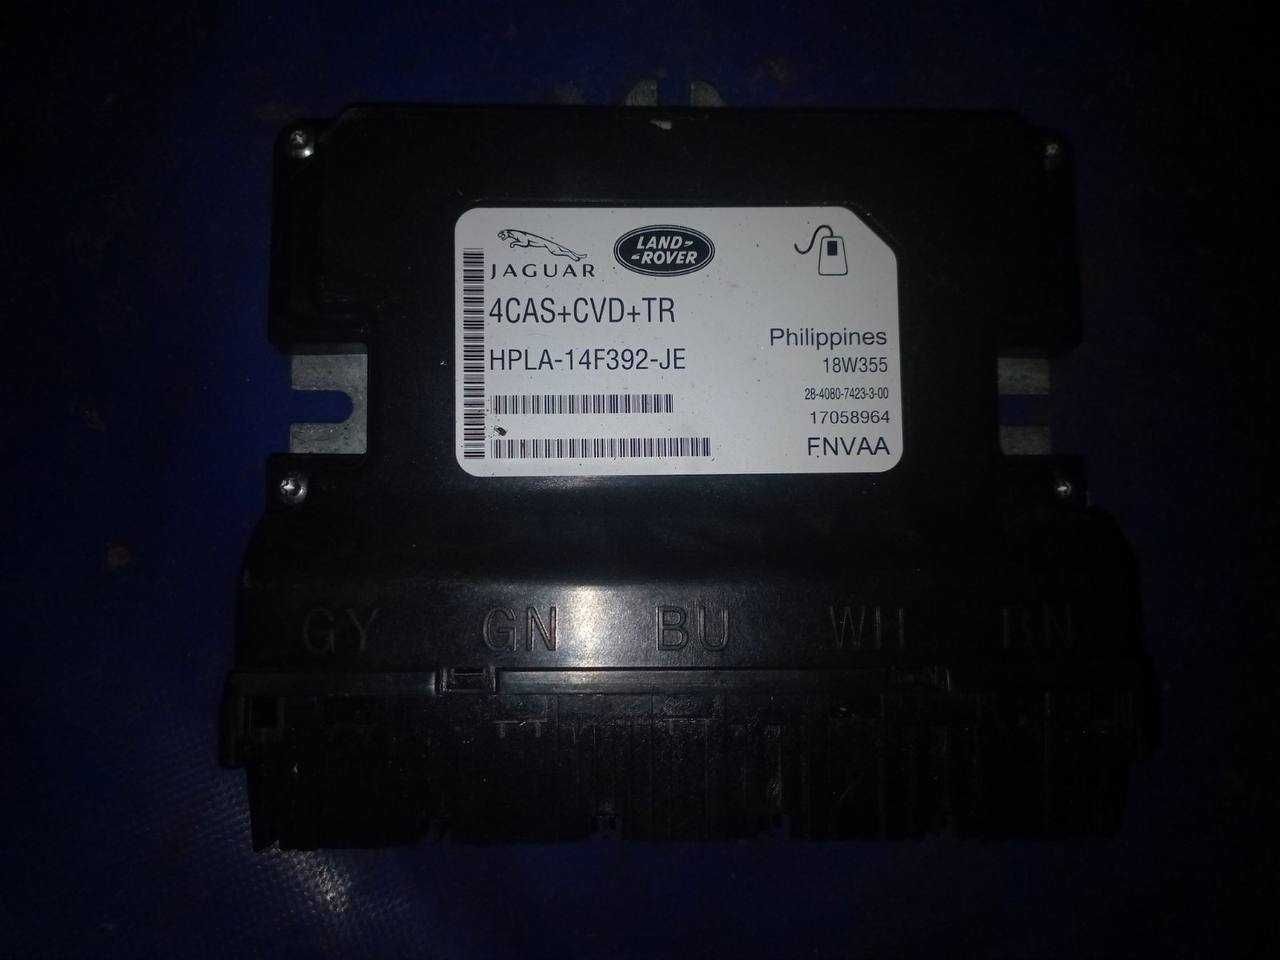 JAGUAR
LAND-
-ROVER
4CAS+CVD+TR
HPLA-14F392-JE
Philippines
18W355
28-4080-7423-3-00
17058964
FNVAA
GY GN BU WH BN